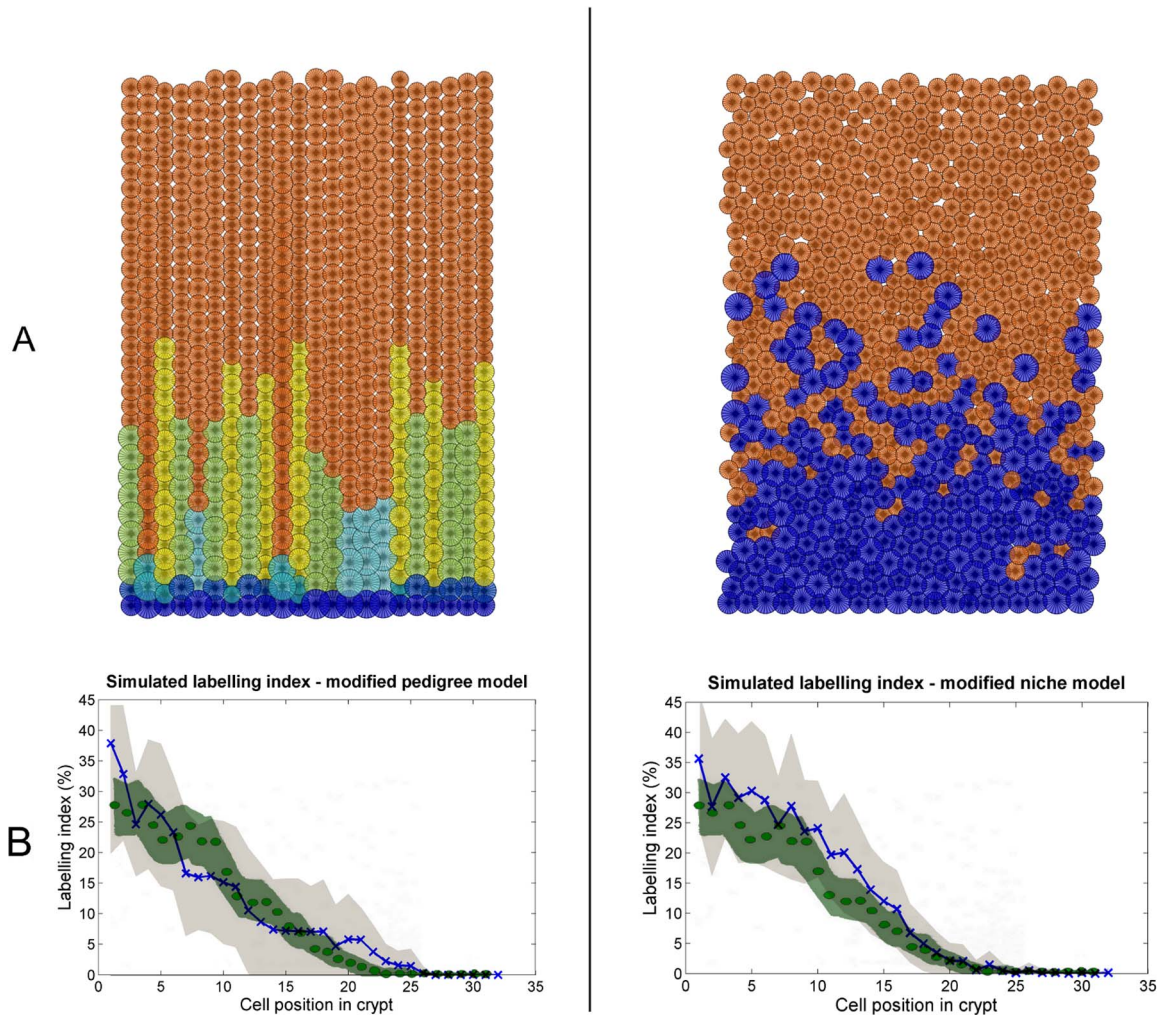 A
B
Simulated labelling index - modified pedigree model
45
40
35
30
25
20
15
10
5
0
Labelling index (%)
0 5 10 15 20 25 30 35
Cell position in crypt
Simulated labelling index - modified niche model
45
40
35
30
25
20
15
10
5
0
Labelling index (%)
0 5 10 15 20 25 30 35
Cell position in crypt